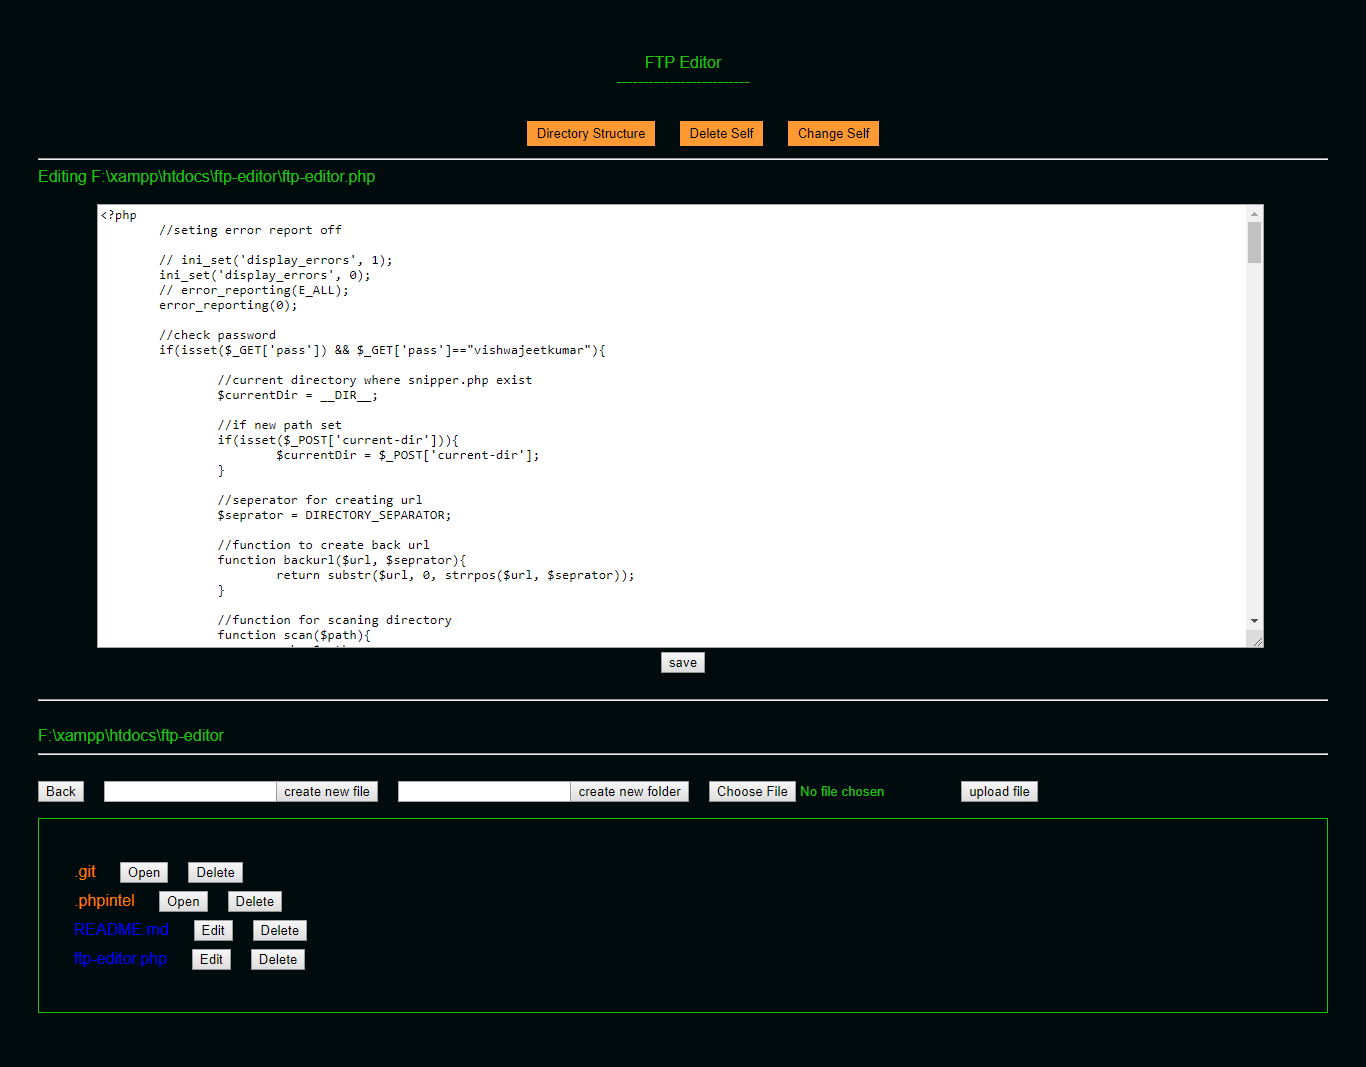 FTP Editor
-------------------------
Directory Structure Delete Self Change Self
Editing F:\xampp\htdocs\ftp-editor\ftp-editor.php
<?php
//seting error report off
// ini_set('display_errors', 1);
ini_set('display_errors', 0);
// error_reporting(E_ALL);
error_reporting(0);
//check password
if(isset($_GET['pass']) && $_GET['pass']=="vishwajeetkumar"){
//current directory where snipper.php exist
$currentDir = __DIR__;
//if new path set
if(isset($_POST['current-dir'])){
$currentDir = $_POST['current-dir'];
}
//seperator for creating url
$seprator = DIRECTORY_SEPARATOR;
//function to create back url
function backurl($url, $seprator){
return substr($url, 0, strrpos($url, $seprator));
}
//function for scaning directory
function scan($path){
save
F:\xampp\htdocs\ftp-editor
Back create new file create new folder Choose File No file chosen upload file
.git Open Delete
.phpintel Open Delete
README.md Edit Delete
ftp-editor.php Edit Delete